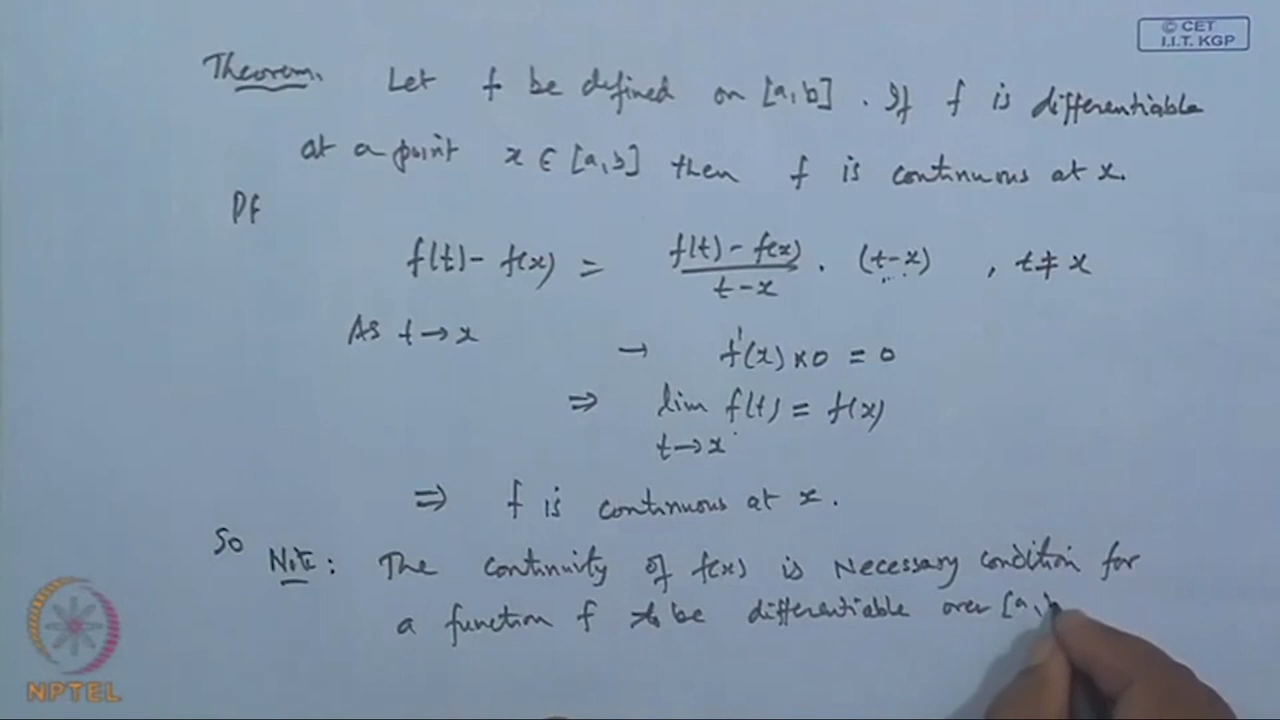 © CET
I.I.T. KGP
Theorem. Let f be defined on [a,b]. If f is differentiable
at a point x ∈ [a,b] then f is continuous at x.
Pf
f(t) - f(x) = f(t) - f(x) / t - x . (t-x) , t ≠ x
As t → x → f'(x) × 0 = 0
⇒ lim f(t) = f(x)
t → x
⇒ f is continuous at x.
So Note: The continuity of f(x) is Necessary condition for
a function f to be differentiable over [a,b
NPTEL